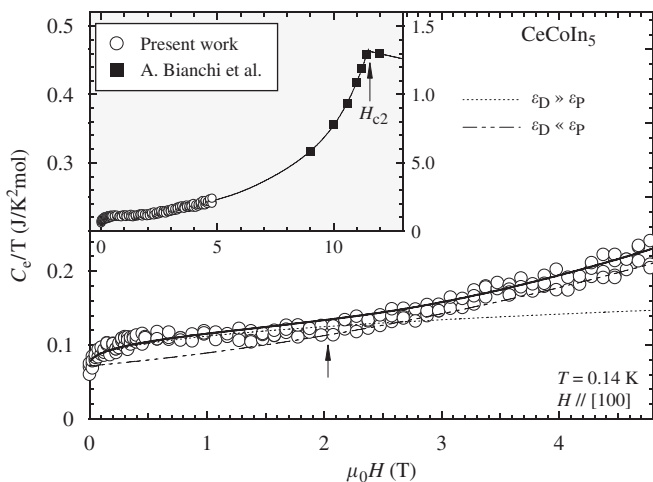 0.5
0.4
0.3
0.2
0.1
0
Cₑ/T (J/K²mol)
Present work
A. Bianchi et al.
H_c2
1.5
1.0
5.0
0
0 5 10
CeCoIn₅
ε_D » ε_P
ε_D « ε_P
T = 0.14 K
H // [100]
0 1 2 3 4
μ₀H (T)